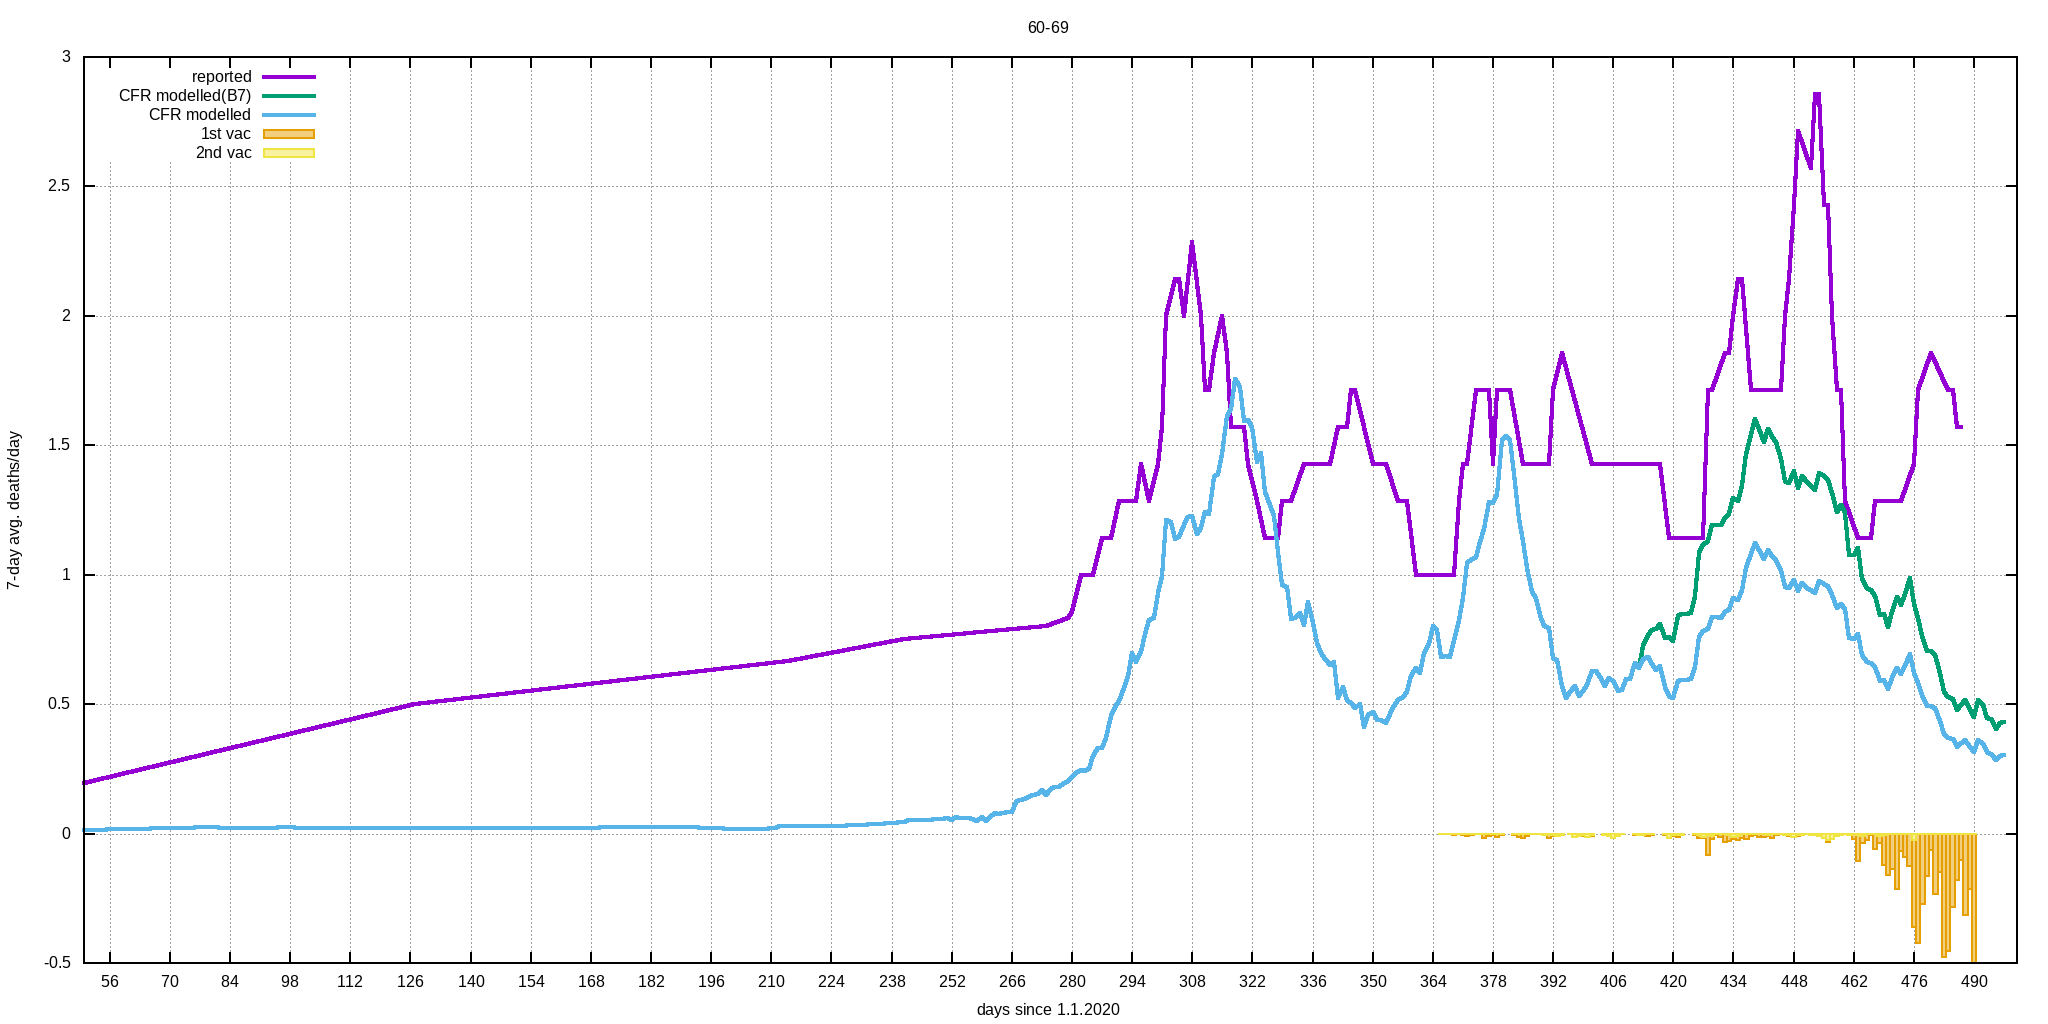 60-69
3
2.5
2
1.5
1
0.5
0
-0.5
7-day avg. deaths/day
reported
CFR modelled(B7)
CFR modelled
1st vac
2nd vac
56 70 84 98 112 126 140 154 168 182 196 210 224 238 252 266 280 294 308 322 336 350 364 378 392 406 420 434 448 462 476 490
days since 1.1.2020